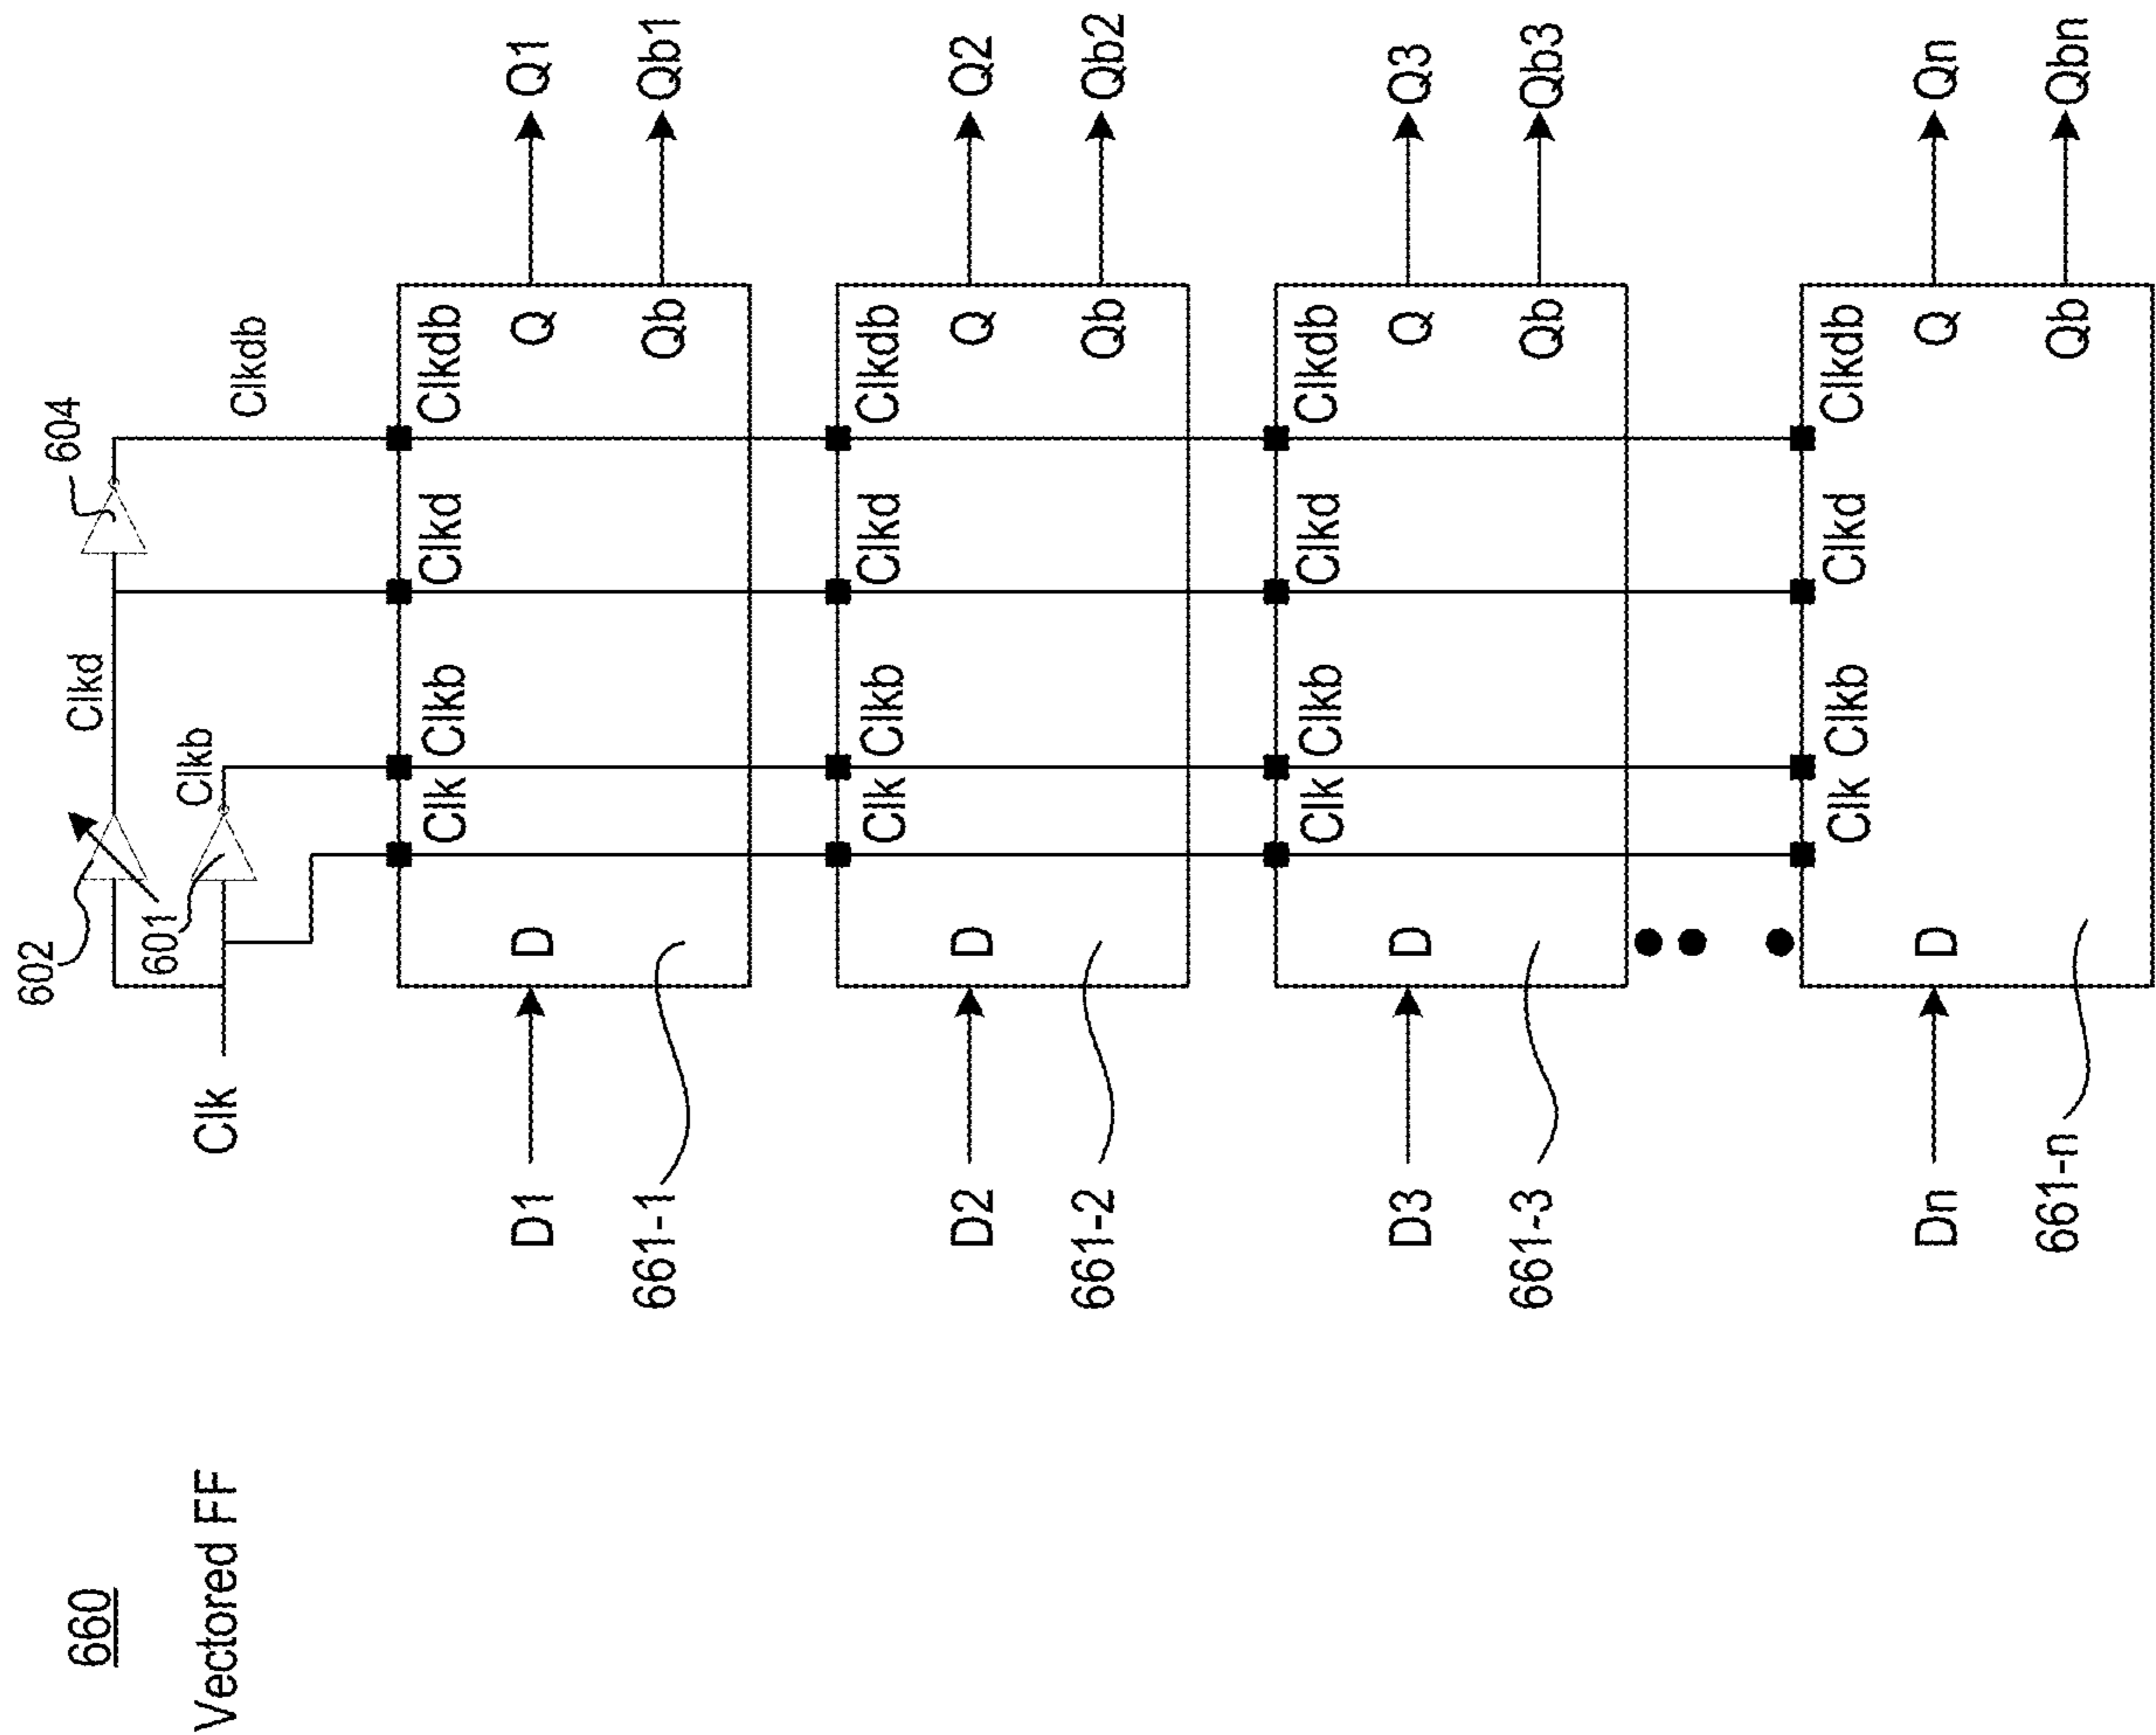 660
Vectored FF
Clk
602
601
Clkb
Clkd
604
Clkdb
D1
661-1
D
Clk
Clkb
Clkd
Clkdb
Q
Qb
Q1
Qb1
D2
661-2
D
Clk
Clkb
Clkd
Clkdb
Q
Qb
Q2
Qb2
D3
661-3
D
Clk
Clkb
Clkd
Clkdb
Q
Qb
Q3
Qb3
Dn
661-n
D
Clk
Clkb
Clkd
Clkdb
Q
Qb
Qn
Qbn